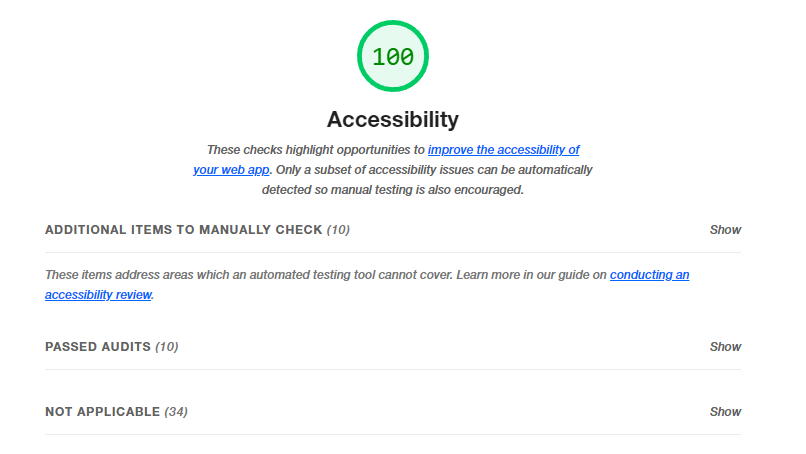 100
Accessibility
These checks highlight opportunities to improve the accessibility of
your web app. Only a subset of accessibility issues can be automatically
detected so manual testing is also encouraged.
ADDITIONAL ITEMS TO MANUALLY CHECK (10) Show
These items address areas which an automated testing tool cannot cover. Learn more in our guide on conducting an
accessibility review.
PASSED AUDITS (10) Show
NOT APPLICABLE (34) Show